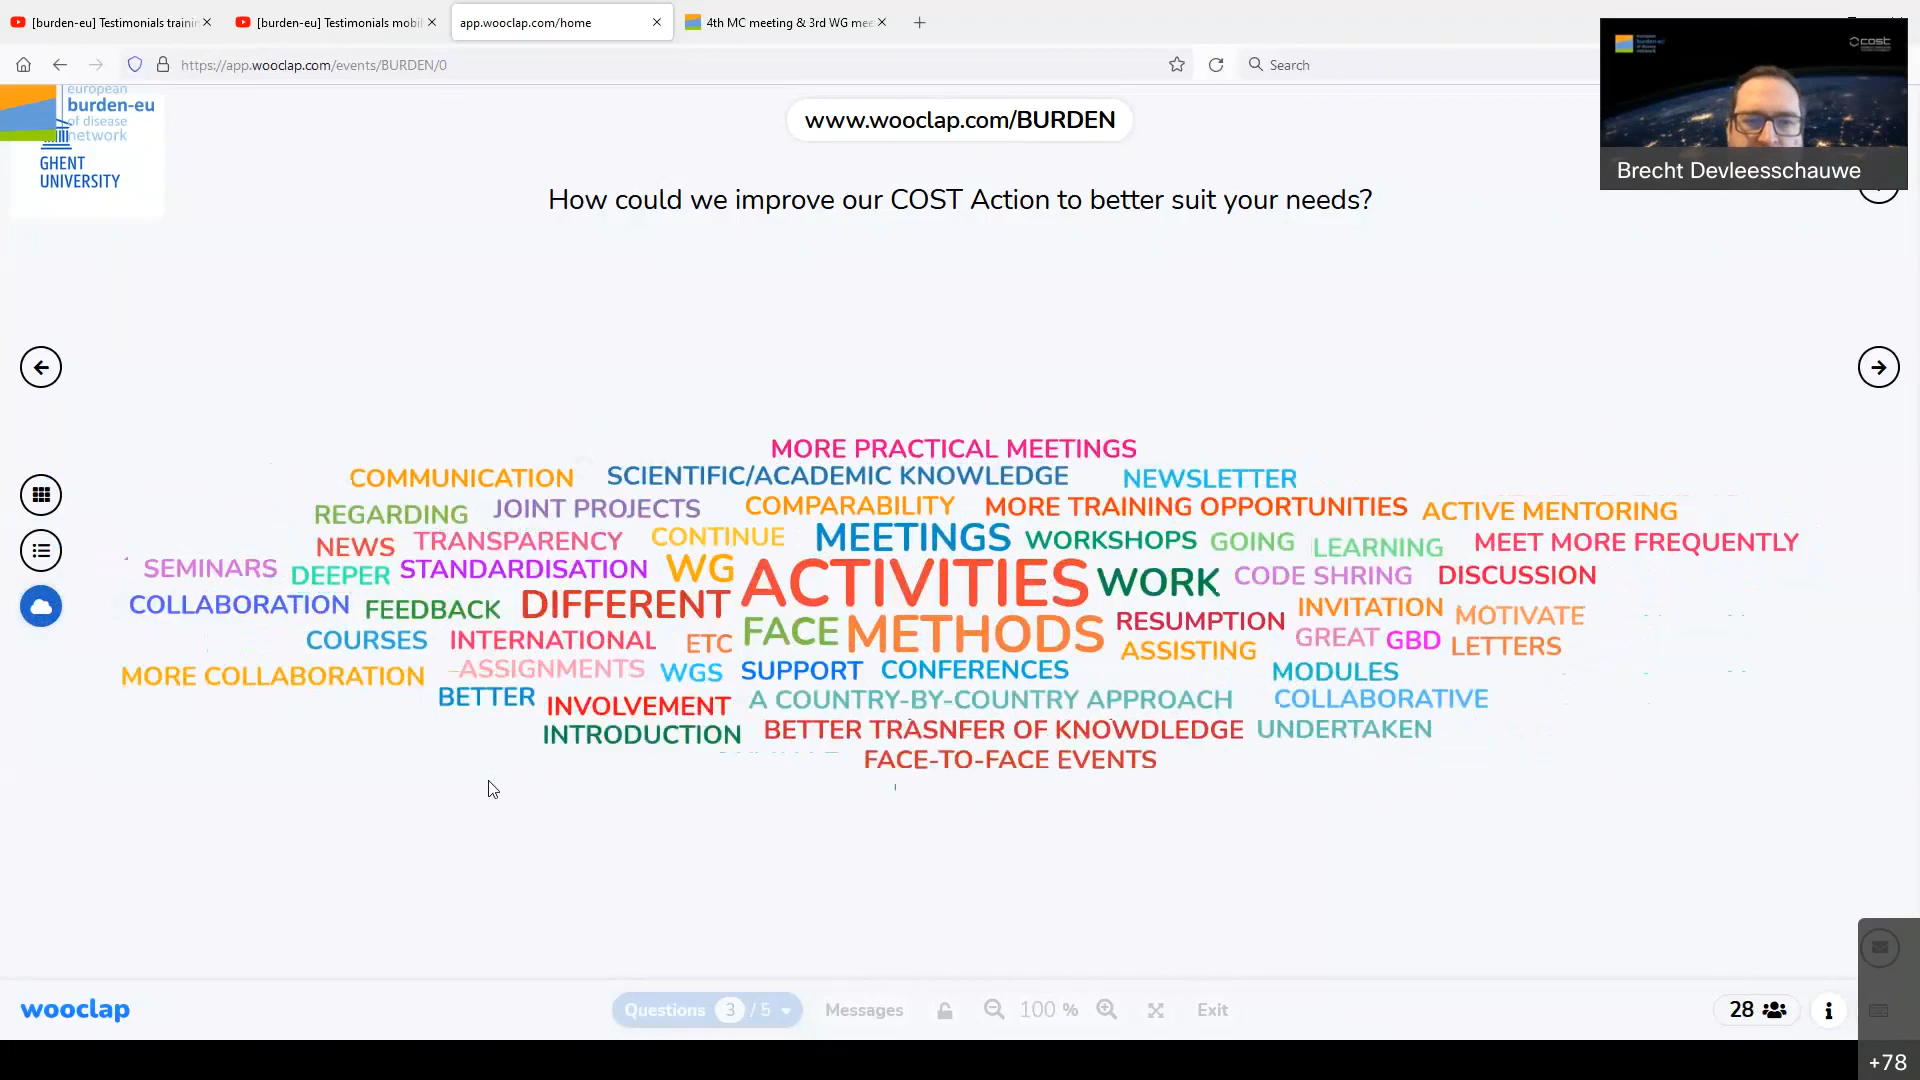 [burden-eu] Testimonials trainin
[burden-eu] Testimonials mobil
app.wooclap.com/home
4th MC meeting & 3rd WG mee
https://app.wooclap.com/events/BURDEN/0
Search
european
burden-eu
of disease
network
GHENT
UNIVERSITY
www.wooclap.com/BURDEN
cost
Brecht Devleesschauwe
How could we improve our COST Action to better suit your needs?
MORE PRACTICAL MEETINGS
COMMUNICATION SCIENTIFIC/ACADEMIC KNOWLEDGE NEWSLETTER
REGARDING JOINT PROJECTS COMPARABILITY MORE TRAINING OPPORTUNITIES ACTIVE MENTORING
NEWS TRANSPARENCY CONTINUE MEETINGS WORKSHOPS GOING LEARNING MEET MORE FREQUENTLY
SEMINARS DEEPER STANDARDISATION WG ACTIVITIES WORK CODE SHRING DISCUSSION
COLLABORATION FEEDBACK DIFFERENT FACE METHODS RESUMPTION INVITATION MOTIVATE
COURSES INTERNATIONAL ETC ASSISTING GREAT GBD LETTERS
MORE COLLABORATION ASSIGNMENTS WGS SUPPORT CONFERENCES MODULES
BETTER INVOLVEMENT A COUNTRY-BY-COUNTRY APPROACH COLLABORATIVE
INTRODUCTION BETTER TRASNFER OF KNOWDLEDGE UNDERTAKEN
FACE-TO-FACE EVENTS
wooclap
Questions 3 / 5
Messages
100 %
Exit
28
+78